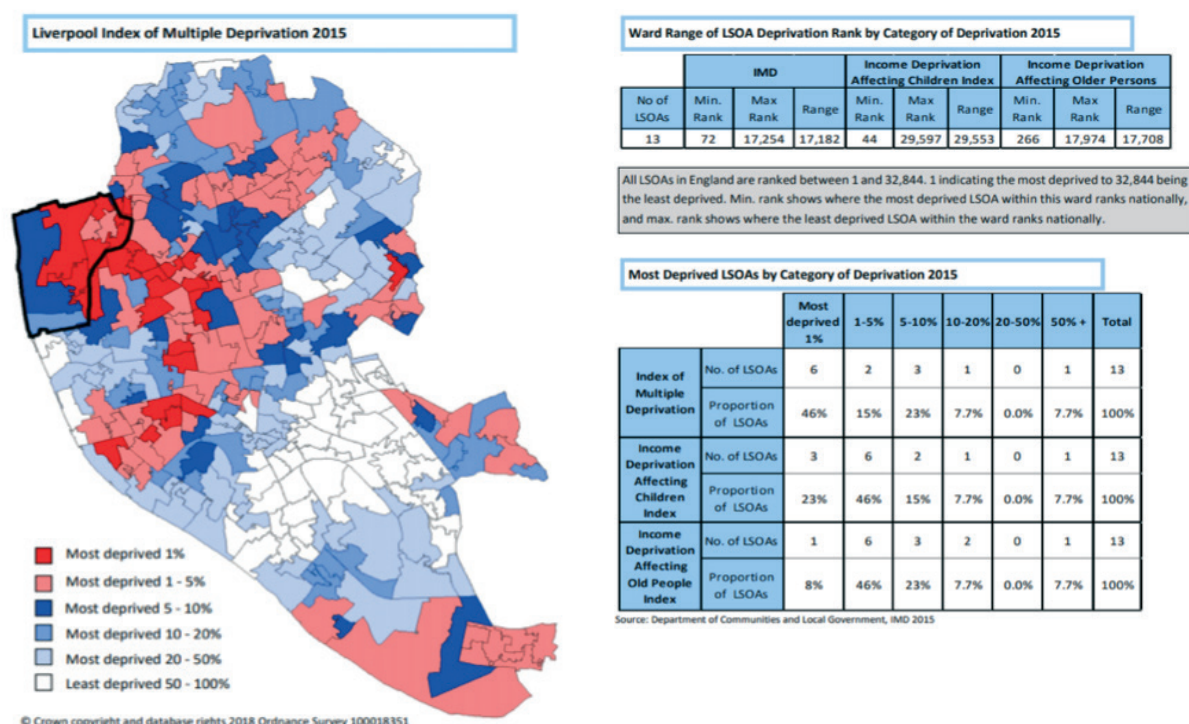 Liverpool Index of Multiple Deprivation 2015
Most deprived 1%
Most deprived 1 - 5%
Most deprived 5 - 10%
Most deprived 10 - 20%
Most deprived 20 - 50%
Least deprived 50 - 100%
© Crown copyright and database rights 2018 Ordnance Survey 100018351
Ward Range of LSOA Deprivation Rank by Category of Deprivation 2015
IMD
Income Deprivation
Affecting Children Index
Income Deprivation
Affecting Older Persons
No of
LSOAs
Min.
Rank
Max
Rank
Range
Min.
Rank
Max
Rank
Range
Min.
Rank
Max
Rank
Range
13 72 17,254 17,182 44 29,597 29,553 266 17,974 17,708
All LSOAs in England are ranked between 1 and 32,844. 1 indicating the most deprived to 32,844 being
the least deprived. Min. rank shows where the most deprived LSOA within this ward ranks nationally,
and max. rank shows where the least deprived LSOA within the ward ranks nationally.
Most Deprived LSOAs by Category of Deprivation 2015
Most
deprived
1%
1-5% 5-10% 10-20% 20-50% 50% + Total
Index of
Multiple
Deprivation
No. of LSOAs 6 2 3 1 0 1 13
Proportion
of LSOAs
46% 15% 23% 7.7% 0.0% 7.7% 100%
Income
Deprivation
Affecting
Children
Index
No. of LSOAs 3 6 2 1 0 1 13
Proportion
of LSOAs
23% 46% 15% 7.7% 0.0% 7.7% 100%
Income
Deprivation
Affecting
Old People
Index
No. of LSOAs 1 6 3 2 0 1 13
Proportion
of LSOAs
8% 46% 23% 7.7% 0.0% 7.7% 100%
Source: Department of Communities and Local Government, IMD 2015